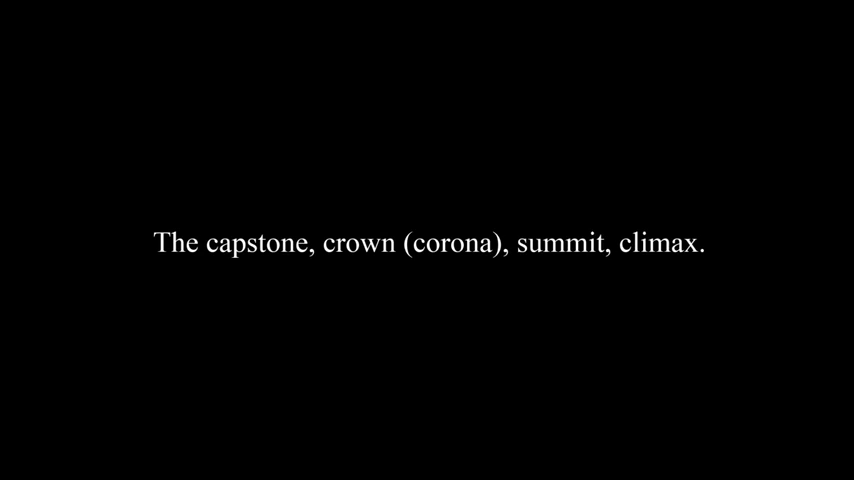 The capstone, crown (corona), summit, climax.